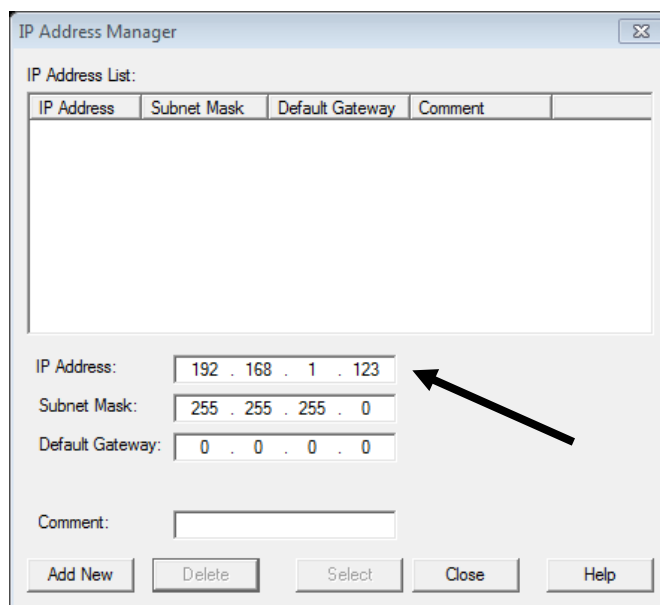 IP Address Manager
IP Address List:
IP Address Subnet Mask Default Gateway Comment
IP Address: 192 . 168 . 1 . 123
Subnet Mask: 255 . 255 . 255 . 0
Default Gateway: 0 . 0 . 0 . 0
Comment:
Add New Delete Select Close Help